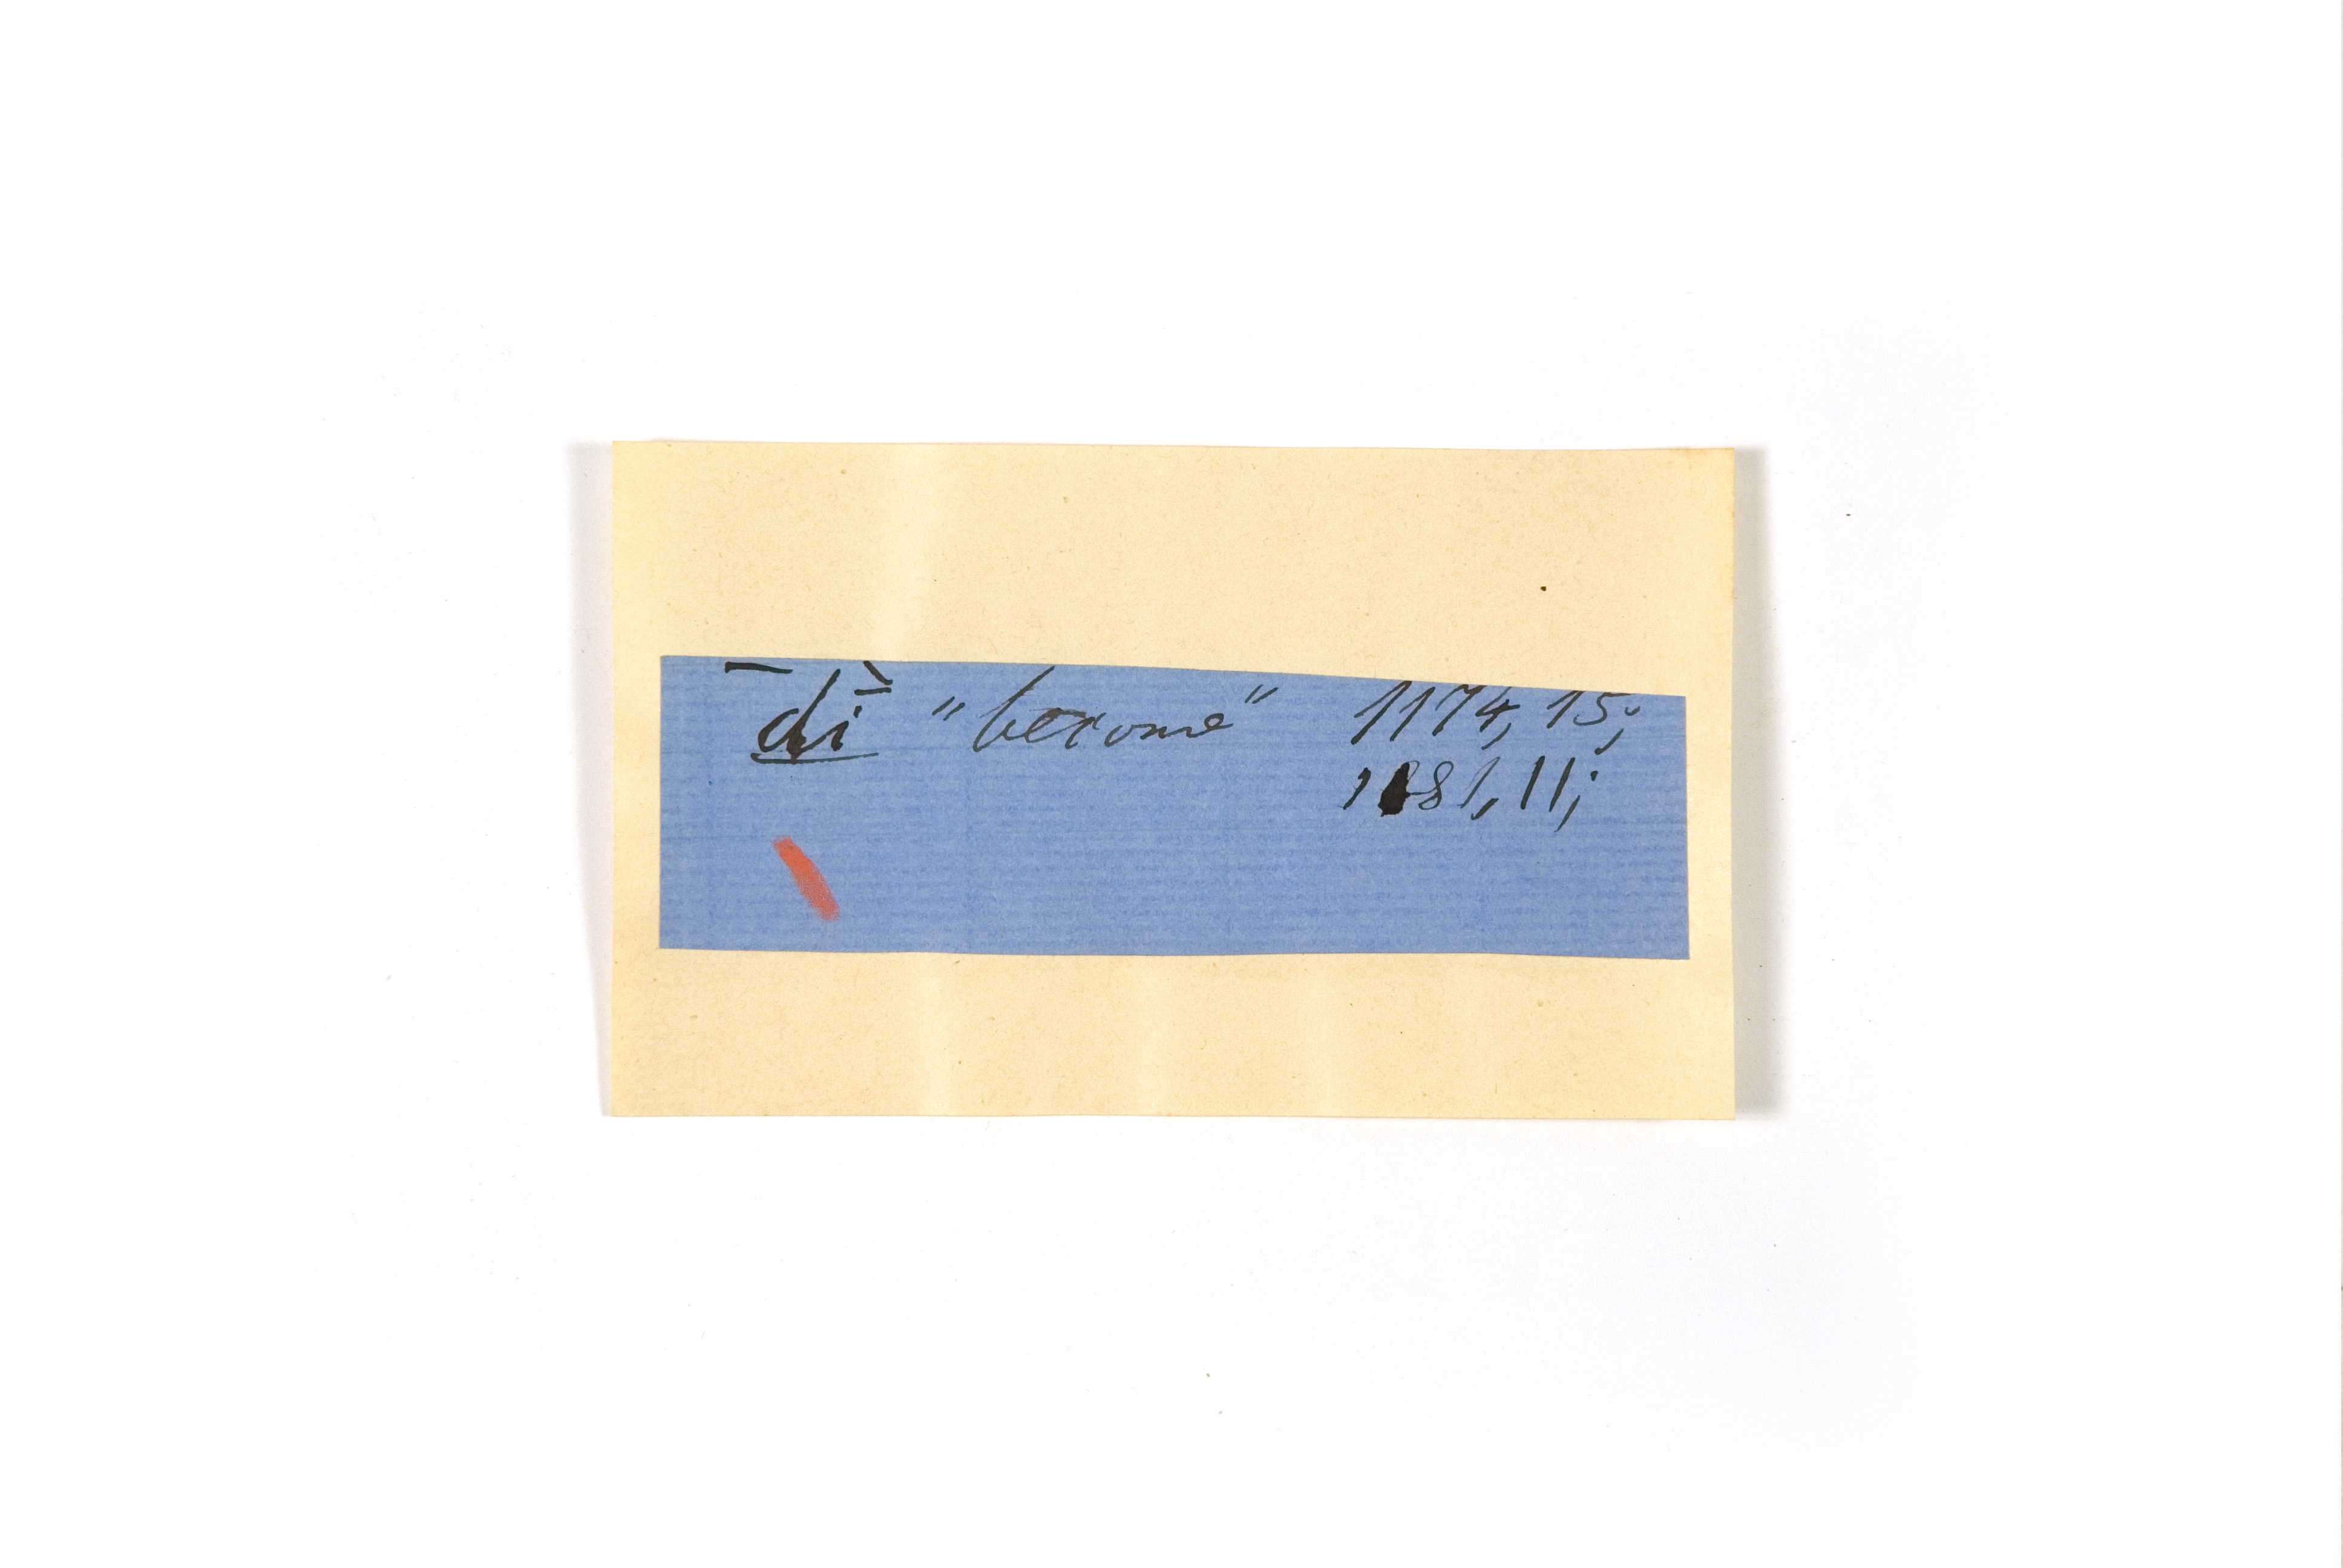 dì̄ "become" 1174, 15;
1181, 11;